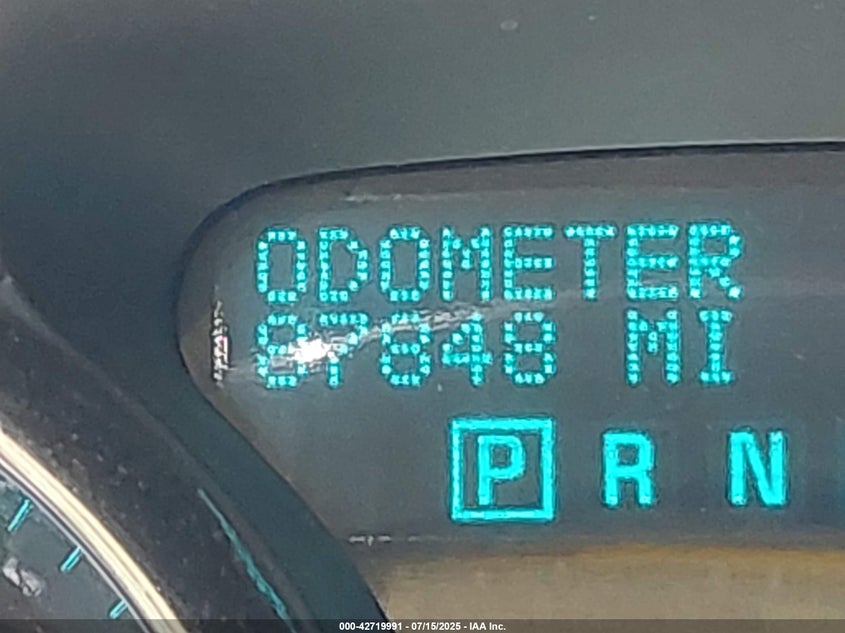 ODOMETER
87848 MI
P R N
000-42719991 - 07/15/2025 - IAA Inc.